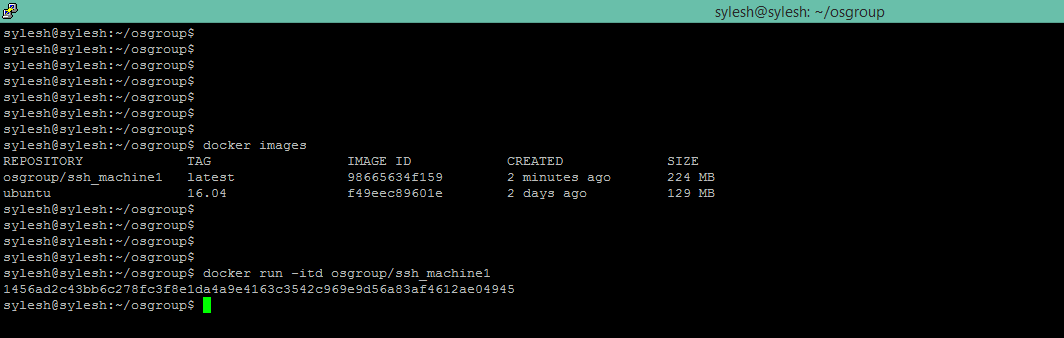 sylesh@sylesh: ~/osgroup
sylesh@sylesh:~/osgroup$
sylesh@sylesh:~/osgroup$
sylesh@sylesh:~/osgroup$
sylesh@sylesh:~/osgroup$
sylesh@sylesh:~/osgroup$
sylesh@sylesh:~/osgroup$
sylesh@sylesh:~/osgroup$
sylesh@sylesh:~/osgroup$ docker images
REPOSITORY TAG IMAGE ID CREATED SIZE
osgroup/ssh_machine1 latest 98665634f159 2 minutes ago 224 MB
ubuntu 16.04 f49eec89601e 2 days ago 129 MB
sylesh@sylesh:~/osgroup$
sylesh@sylesh:~/osgroup$
sylesh@sylesh:~/osgroup$
sylesh@sylesh:~/osgroup$
sylesh@sylesh:~/osgroup$ docker run -itd osgroup/ssh_machine1
1456ad2c43bb6c278fc3f8e1da4a9e4163c3542c969e9d56a83af4612ae04945
sylesh@sylesh:~/osgroup$